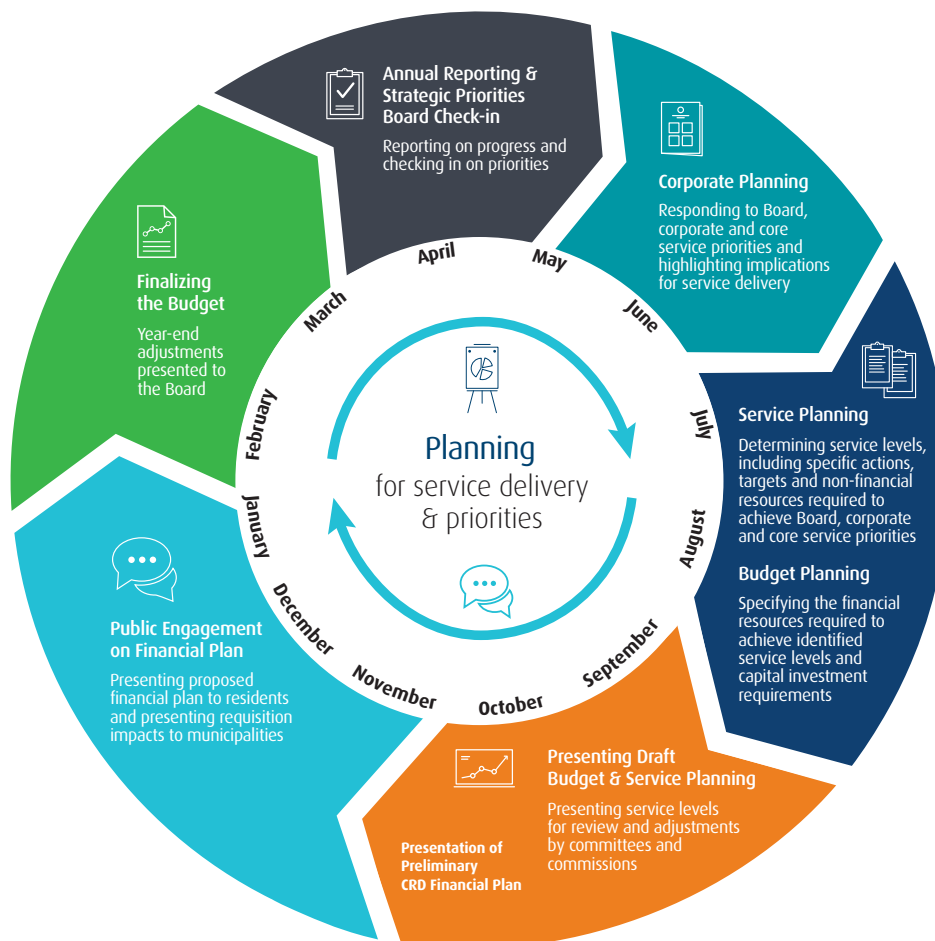 Annual Reporting &
Strategic Priorities
Board Check-in
Reporting on progress and
checking in on priorities
Corporate Planning
Responding to Board,
corporate and core
service priorities and
highlighting implications
for service delivery
Service Planning
Determining service levels,
including specific actions,
targets and non-financial
resources required to
achieve Board, corporate
and core service priorities
Budget Planning
Specifying the financial
resources required to
achieve identified
service levels and
capital investment
requirements
Presenting Draft
Budget & Service Planning
Presenting service levels
for review and adjustments
by committees and
commissions
Presentation of
Preliminary
CRD Financial Plan
Public Engagement
on Financial Plan
Presenting proposed
financial plan to residents
and presenting requisition
impacts to municipalities
Finalizing
the Budget
Year-end
adjustments
presented to
the Board
April
May
June
July
August
September
October
November
December
January
February
March
Planning
for service delivery
& priorities